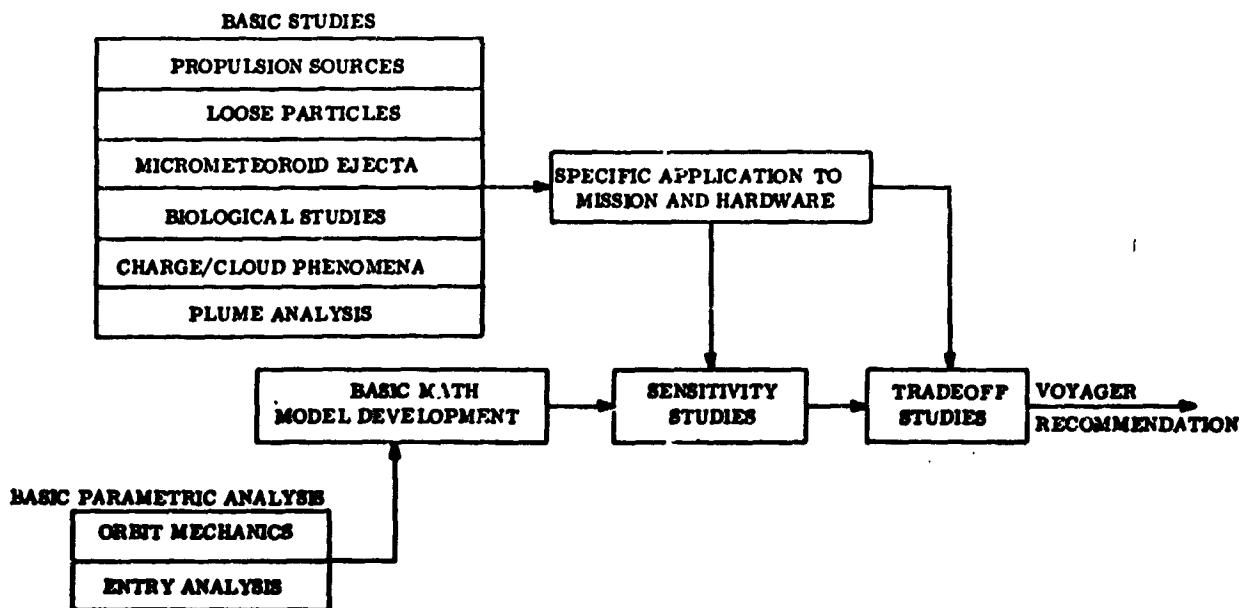 BASIC STUDIES
PROPULSION SOURCES
LOOSE PARTICLES
MICROMETEOROID EJECTA
BIOLOGICAL STUDIES
CHARGE/CLOUD PHENOMENA
PLUME ANALYSIS
SPECIFIC APPLICATION TO
MISSION AND HARDWARE
BASIC MATH
MODEL DEVELOPMENT
SENSITIVITY
STUDIES
TRADEOFF
STUDIES
VOYAGER
RECOMMENDATION
BASIC PARAMETRIC ANALYSIS
ORBIT MECHANICS
ENTRY ANALYSIS